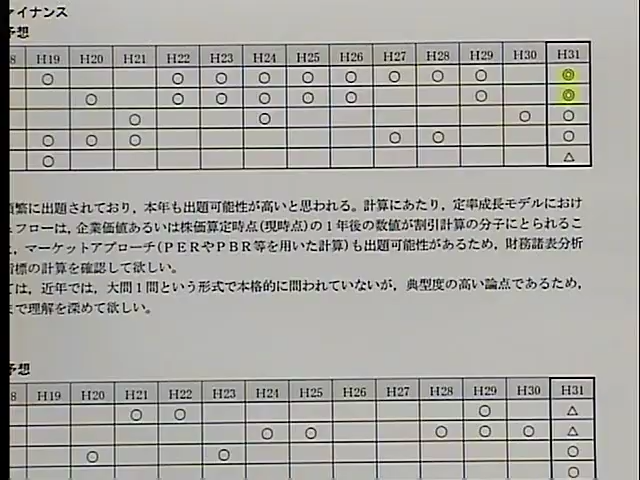 ァイナンス
予想
8 H19 H20 H21 H22 H23 H24 H25 H26 H27 H28 H29 H30 H31
○ ○ ○ ○ ○ ○ ○ ○ ○ ◎
○ ○ ○ ○ ○ ○ ○ ◎
○ ○ ○ ○
○ ○ ○ ○ ○ ○
○ △
頻繁に出題されており，本年も出題可能性が高いと思われる。計算にあたり，定率成長モデルにおけ
ュフローは，企業価値あるいは株価算定時点(現時点)の１年後の数値が割引計算の分子にとられるこ
，マーケットアプローチ(ＰＥＲやＰＢＲ等を用いた計算)も出題可能性があるため，財務諸表分析
指標の計算を確認して欲しい。
ては，近年では，大問１問という形式で本格的に問われていないが，典型度の高い論点であるため，
まで理解を深めて欲しい。
予想
8 H19 H20 H21 H22 H23 H24 H25 H26 H27 H28 H29 H30 H31
○ ○ ○ △
○ ○ ○ ○ ○ △
○ ○ ○
○